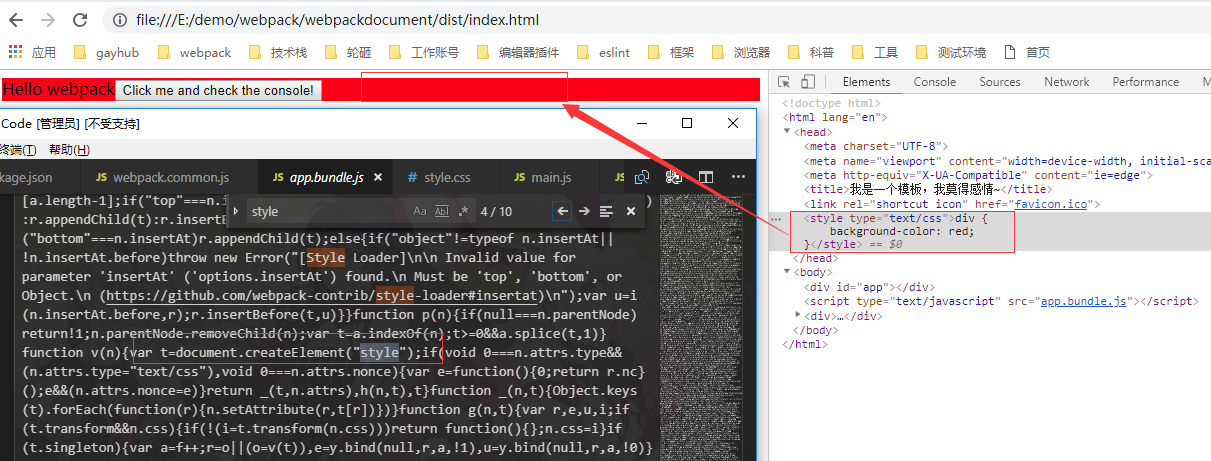 file:///E:/demo/webpack/webpackdocument/dist/index.html
应用 gayhub webpack 技术栈 轮砸 工作账号 编辑器插件 eslint 框架 浏览器 科普 工具 测试环境 首页
Hello webpack Click me and check the console!
Code [管理员] [不受支持]
终端(T) 帮助(H)
kage.json webpack.common.js app.bundle.js style.css main.js
style Aa Abl .* 4 / 10
[a.length-1];if("top"===n.i
:r.appendChild(t):r.insertB
("bottom"===n.insertAt)r.appendChild(t);else{if("object"!=typeof n.insertAt||
!n.insertAt.before)throw new Error("[Style Loader]\n\n Invalid value for
parameter 'insertAt' ('options.insertAt') found.\n Must be 'top', 'bottom', or
Object.\n (https://github.com/webpack-contrib/style-loader#insertat)\n");var u=i
(n.insertAt.before,r);r.insertBefore(t,u)}}function p(n){if(null===n.parentNode)
return!1;n.parentNode.removeChild(n);var t=a.indexOf(n);t>=0&&a.splice(t,1)}
function v(n){var t=document.createElement("style");if(void 0===n.attrs.type&&
(n.attrs.type="text/css"),void 0===n.attrs.nonce){var e=function(){0;return r.nc}
();e&&(n.attrs.nonce=e)}return _(t,n.attrs),h(n,t),t}function _(n,t){Object.keys
(t).forEach(function(r){n.setAttribute(r,t[r])})}function g(n,t){var r,e,u,i;if
(t.transform&&n.css){if(!(i=t.transform(n.css)))return function(){};n.css=i}if
(t.singleton){var a=f++;r=o||(o=v(t)),e=y.bind(null,r,a,!1),u=y.bind(null,r,a,!0)}
Elements Console Sources Network Performance M
<!doctype html>
<html lang="en">
<head>
<meta charset="UTF-8">
<meta name="viewport" content="width=device-width, initial-sca
<meta http-equiv="X-UA-Compatible" content="ie=edge">
<title>我是一个模板，我莫得感情~</title>
<link rel="shortcut icon" href="favicon.ico">
<style type="text/css">div {
background-color: red;
}</style> == $0
</head>
<body>
<div id="app"></div>
<script type="text/javascript" src="app.bundle.js"></script>
<div>…</div>
</body>
</html>